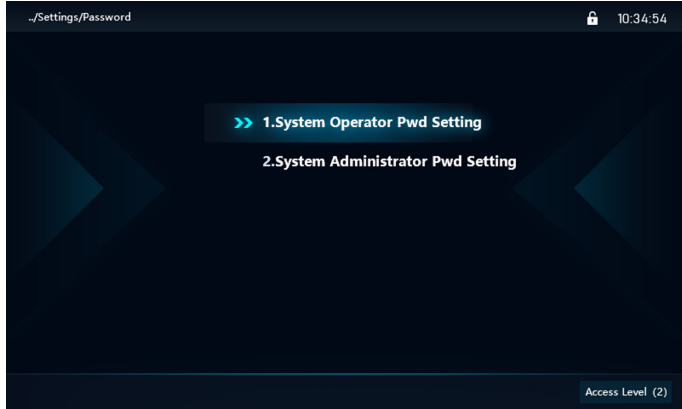 ../Settings/Password
10:34:54
1.System Operator Pwd Setting
2.System Administrator Pwd Setting
Access Level (2)